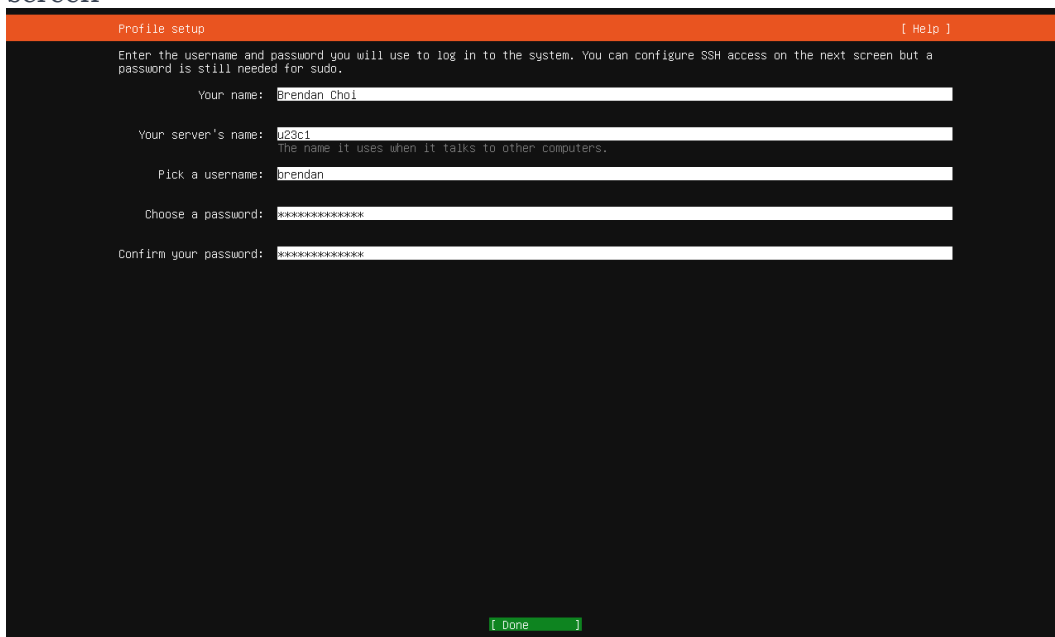 screen
Profile setup [ Help ]
Enter the username and password you will use to log in to the system. You can configure SSH access on the next screen but a
password is still needed for sudo.
Your name: Brendan Choi
Your server's name: u23c1
The name it uses when it talks to other computers.
Pick a username: brendan
Choose a password: *************
Confirm your password: *************
[ Done ]